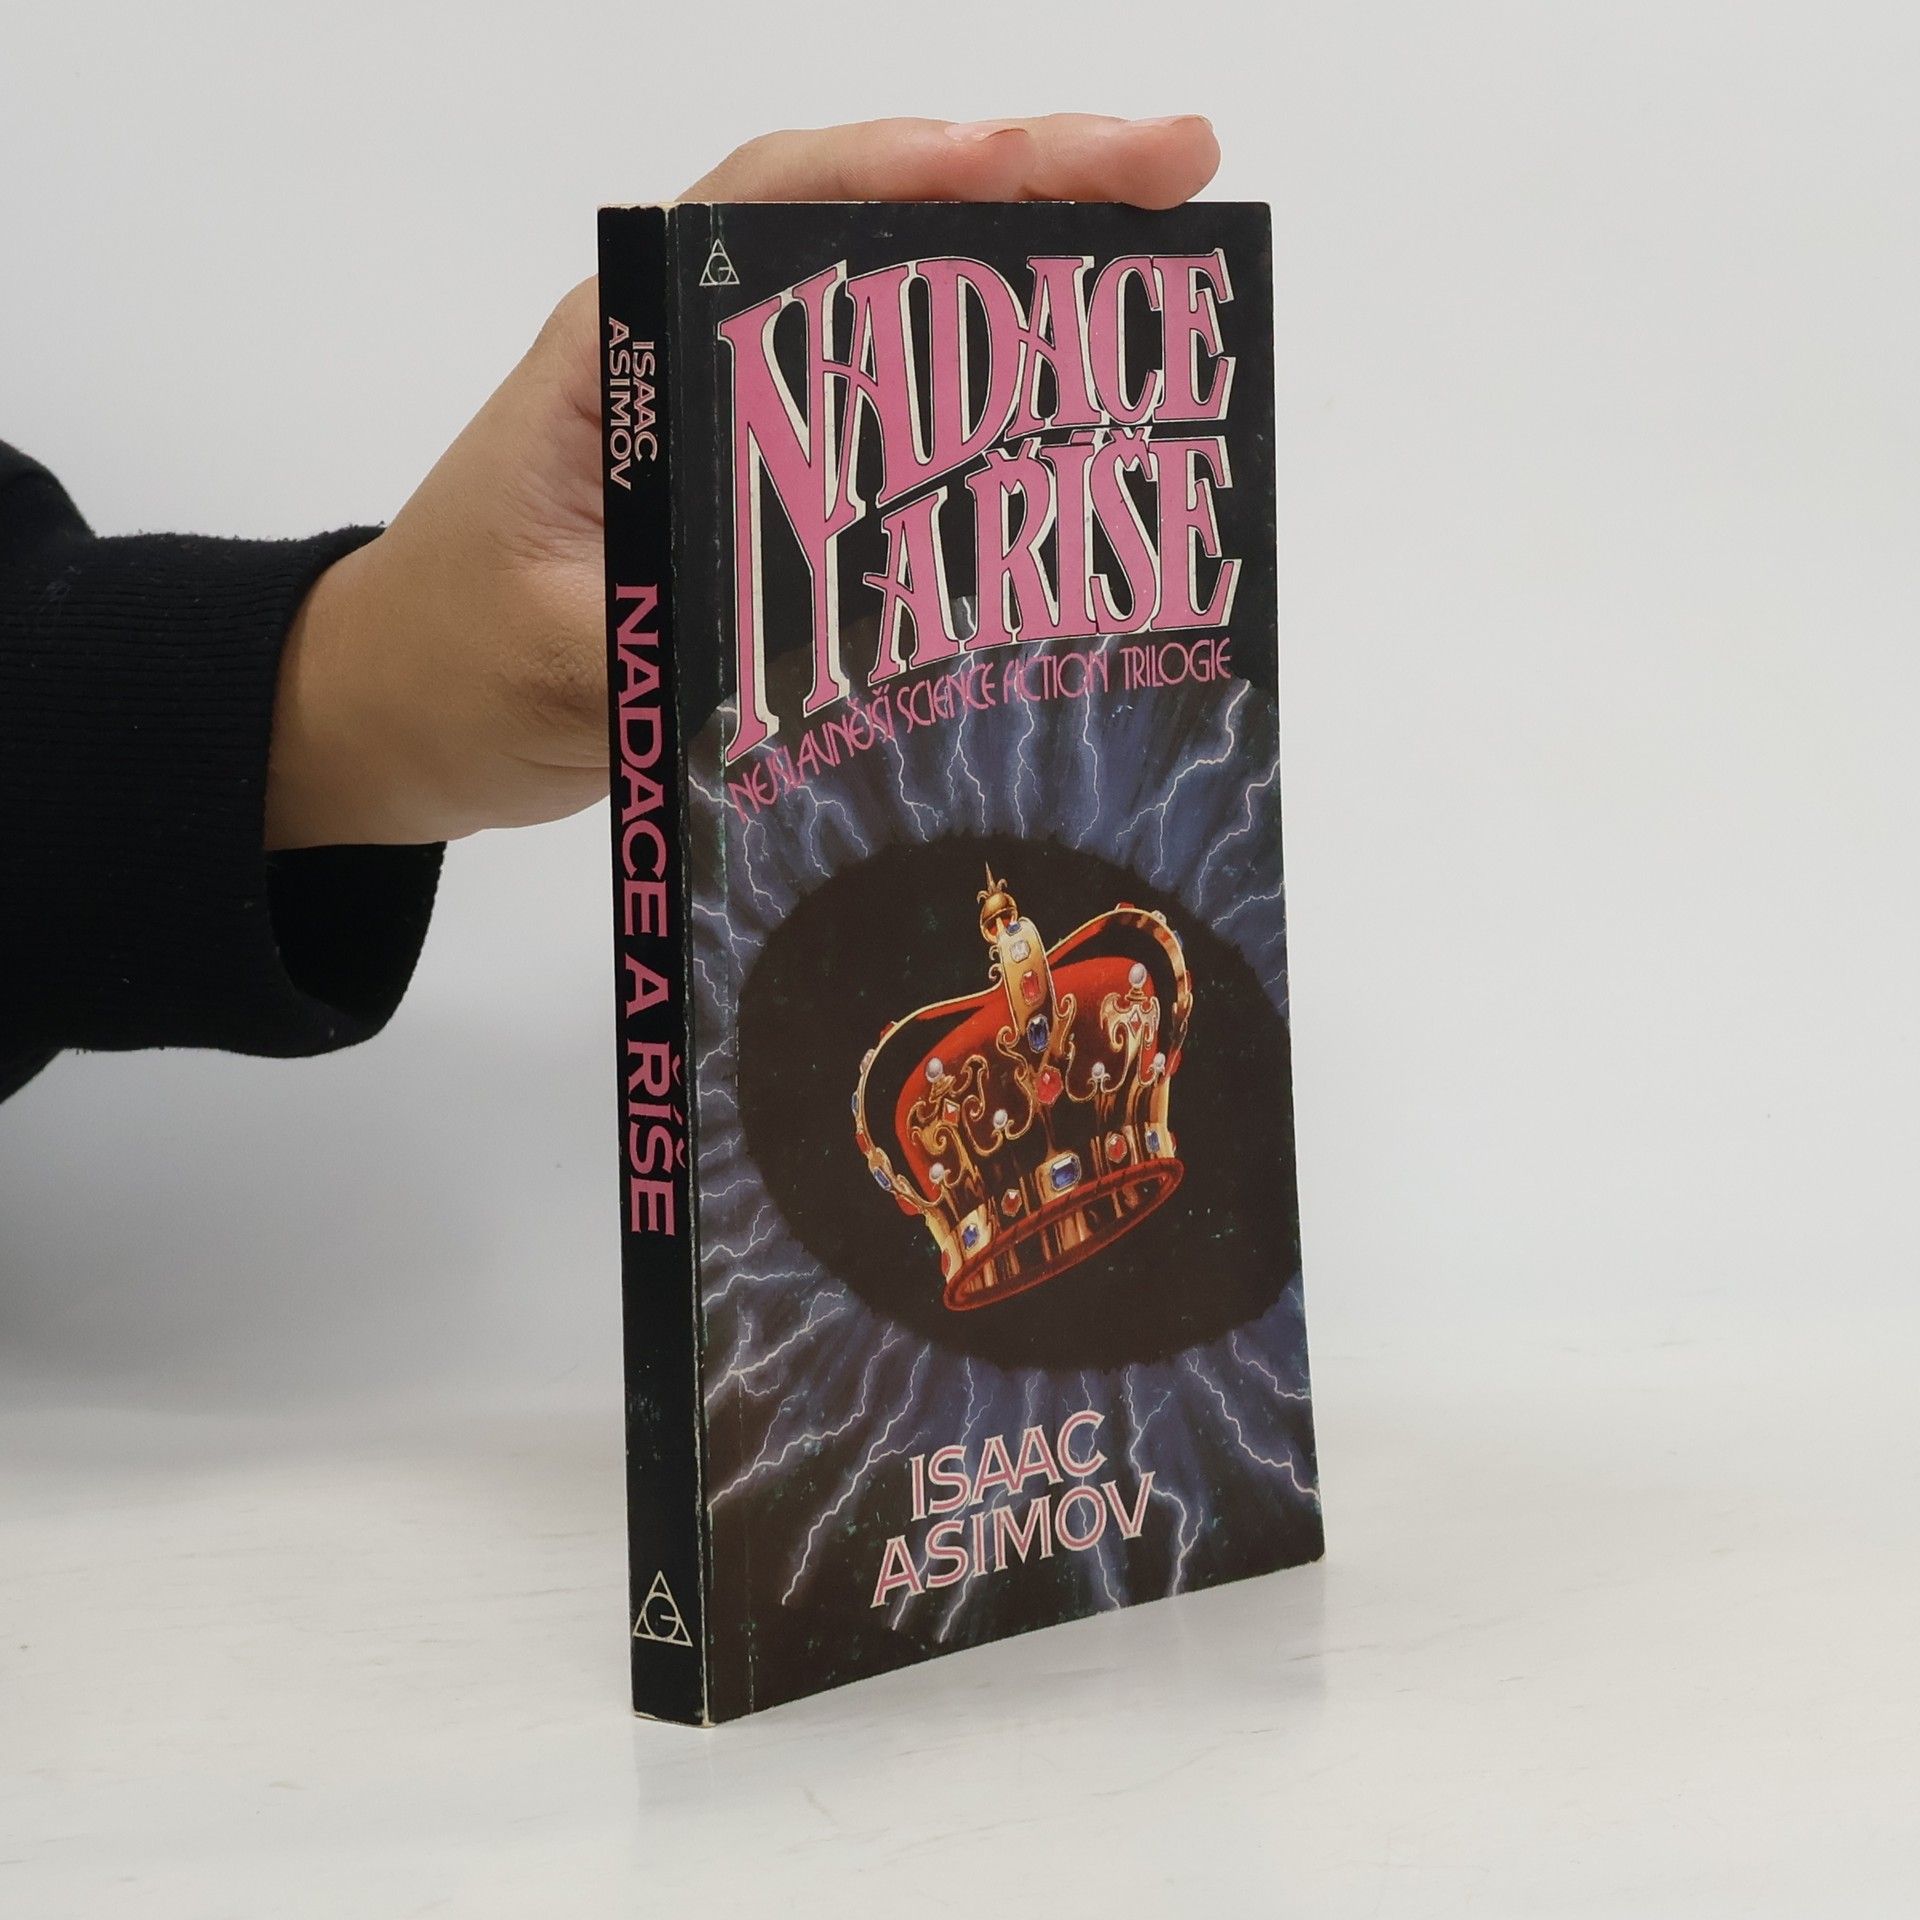 ISAAC
ASIMOV
NADACE A ŘÍŠE
NADACE
A ŘÍŠE
NEJSLAVNĚJŠÍ SCIENCE FICTION TRILOGIE
ISAAC
ASIMOV